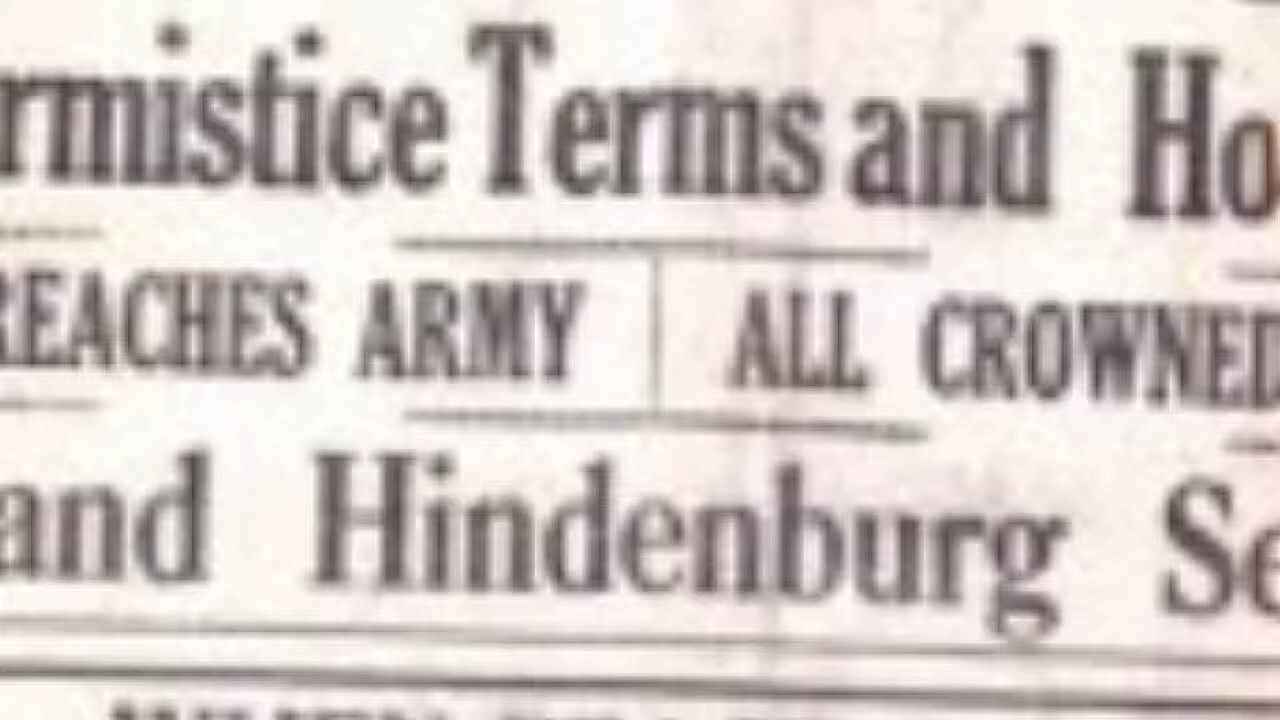 rmistice Terms and Ho
REACHES ARMY ALL CROWNED
and Hindenburg Se